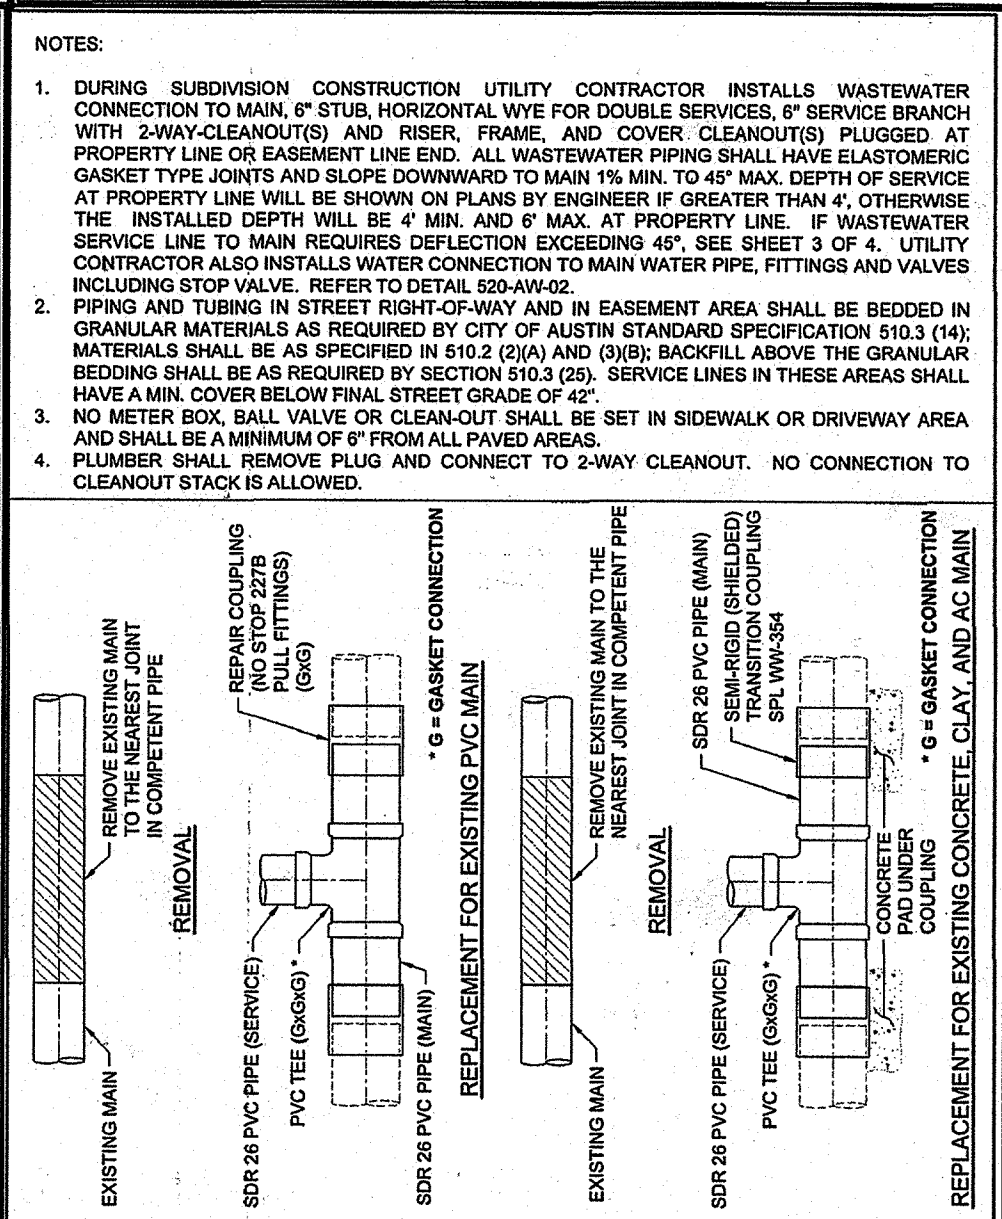 NOTES:
1. DURING SUBDIVISION CONSTRUCTION UTILITY CONTRACTOR INSTALLS WASTEWATER
CONNECTION TO MAIN, 6" STUB, HORIZONTAL WYE FOR DOUBLE SERVICES, 6" SERVICE BRANCH
WITH 2-WAY-CLEANOUT(S) AND RISER, FRAME, AND COVER CLEANOUT(S) PLUGGED AT
PROPERTY LINE OR EASEMENT LINE END. ALL WASTEWATER PIPING SHALL HAVE ELASTOMERIC
GASKET TYPE JOINTS AND SLOPE DOWNWARD TO MAIN 1% MIN. TO 45° MAX. DEPTH OF SERVICE
AT PROPERTY LINE WILL BE SHOWN ON PLANS BY ENGINEER IF GREATER THAN 4', OTHERWISE
THE INSTALLED DEPTH WILL BE 4' MIN. AND 6' MAX. AT PROPERTY LINE. IF WASTEWATER
SERVICE LINE TO MAIN REQUIRES DEFLECTION EXCEEDING 45°, SEE SHEET 3 OF 4. UTILITY
CONTRACTOR ALSO INSTALLS WATER CONNECTION TO MAIN WATER PIPE, FITTINGS AND VALVES
INCLUDING STOP VALVE. REFER TO DETAIL 520-AW-02.
2. PIPING AND TUBING IN STREET RIGHT-OF-WAY AND IN EASEMENT AREA SHALL BE BEDDED IN
GRANULAR MATERIALS AS REQUIRED BY CITY OF AUSTIN STANDARD SPECIFICATION 510.3 (14);
MATERIALS SHALL BE AS SPECIFIED IN 510.2 (2)(A) AND (3)(B); BACKFILL ABOVE THE GRANULAR
BEDDING SHALL BE AS REQUIRED BY SECTION 510.3 (25). SERVICE LINES IN THESE AREAS SHALL
HAVE A MIN. COVER BELOW FINAL STREET GRADE OF 42".
3. NO METER BOX, BALL VALVE OR CLEAN-OUT SHALL BE SET IN SIDEWALK OR DRIVEWAY AREA
AND SHALL BE A MINIMUM OF 6" FROM ALL PAVED AREAS.
4. PLUMBER SHALL REMOVE PLUG AND CONNECT TO 2-WAY CLEANOUT. NO CONNECTION TO
CLEANOUT STACK IS ALLOWED.
EXISTING MAIN
REMOVE EXISTING MAIN
TO THE NEAREST JOINT
IN COMPETENT PIPE
REMOVAL
SDR 26 PVC PIPE (SERVICE)
PVC TEE (GxGxG) *
SDR 26 PVC PIPE (MAIN)
REPAIR COUPLING
(NO STOP 227B
PULL FITTINGS)
(GxG)
* G = GASKET CONNECTION
REPLACEMENT FOR EXISTING PVC MAIN
EXISTING MAIN
REMOVE EXISTING MAIN TO THE
NEAREST JOINT IN COMPETENT PIPE
REMOVAL
SDR 26 PVC PIPE (SERVICE)
PVC TEE (GxGxG) *
SDR 26 PVC PIPE (MAIN)
SEMI-RIGID (SHIELDED)
TRANSITION COUPLING
SPL WW-354
CONCRETE
PAD UNDER
COUPLING
* G = GASKET CONNECTION
REPLACEMENT FOR EXISTING CONCRETE, CLAY, AND AC MAIN